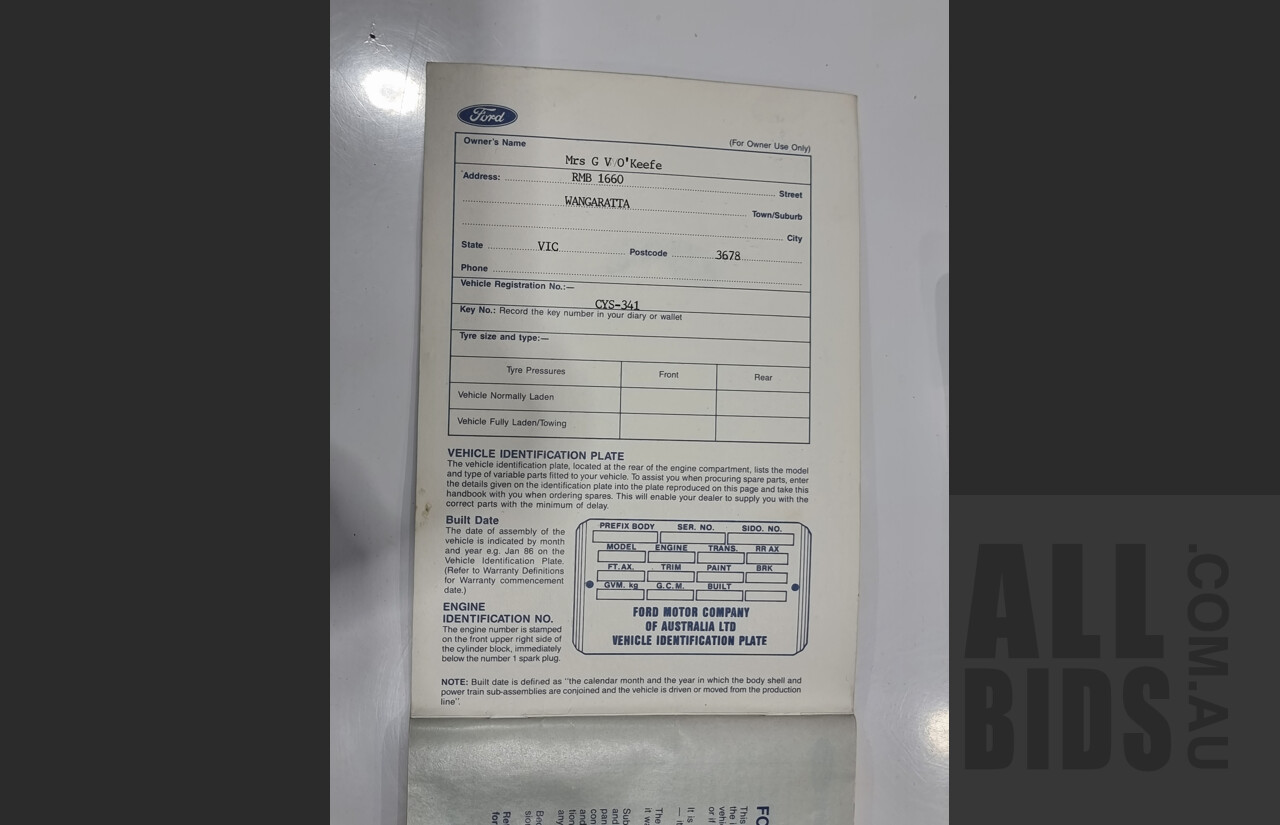 Ford
Owner's Name (For Owner Use Only)
Mrs G V O'Keefe
Address: RMB 1660 Street
WANGARATTA Town/Suburb
City
State VIC Postcode 3678
Phone
Vehicle Registration No.:—
CYS-341
Key No.: Record the key number in your diary or wallet
Tyre size and type:—
Tyre Pressures Front Rear
Vehicle Normally Laden
Vehicle Fully Laden/Towing
VEHICLE IDENTIFICATION PLATE
The vehicle identification plate, located at the rear of the engine compartment, lists the model
and type of variable parts fitted to your vehicle. To assist you when procuring spare parts, enter
the details given on the identification plate into the plate reproduced on this page and take this
handbook with you when ordering spares. This will enable your dealer to supply you with the
correct parts with the minimum of delay.
Built Date
The date of assembly of the
vehicle is indicated by month
and year e.g. Jan 86 on the
Vehicle Identification Plate.
(Refer to Warranty Definitions
for Warranty commencement
date.)
ENGINE
IDENTIFICATION NO.
The engine number is stamped
on the front upper right side of
the cylinder block, immediately
below the number 1 spark plug.
PREFIX BODY SER. NO. SIDO. NO.
MODEL ENGINE TRANS. RR AX
FT. AX. TRIM PAINT BRK
GVM. kg G.C.M. BUILT
FORD MOTOR COMPANY
OF AUSTRALIA LTD
VEHICLE IDENTIFICATION PLATE
NOTE: Built date is defined as "the calendar month and the year in which the body shell and
power train sub-assemblies are conjoined and the vehicle is driven or moved from the production
line".
ALL
BIDS
.COM.AU